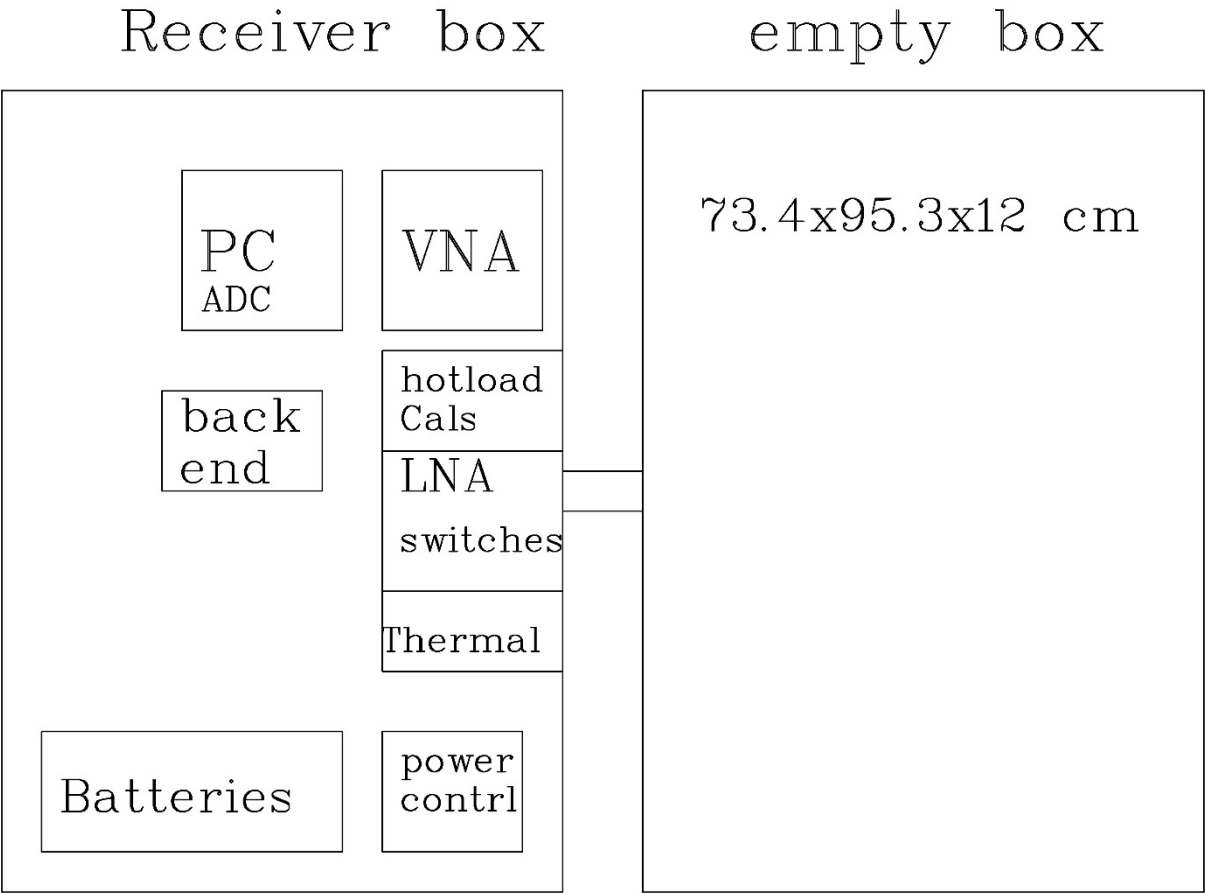 Receiver box
empty box
PC
ADC
VNA
73.4x95.3x12 cm
hotload
Cals
back
end
LNA
switches
Thermal
Batteries
power
contrl